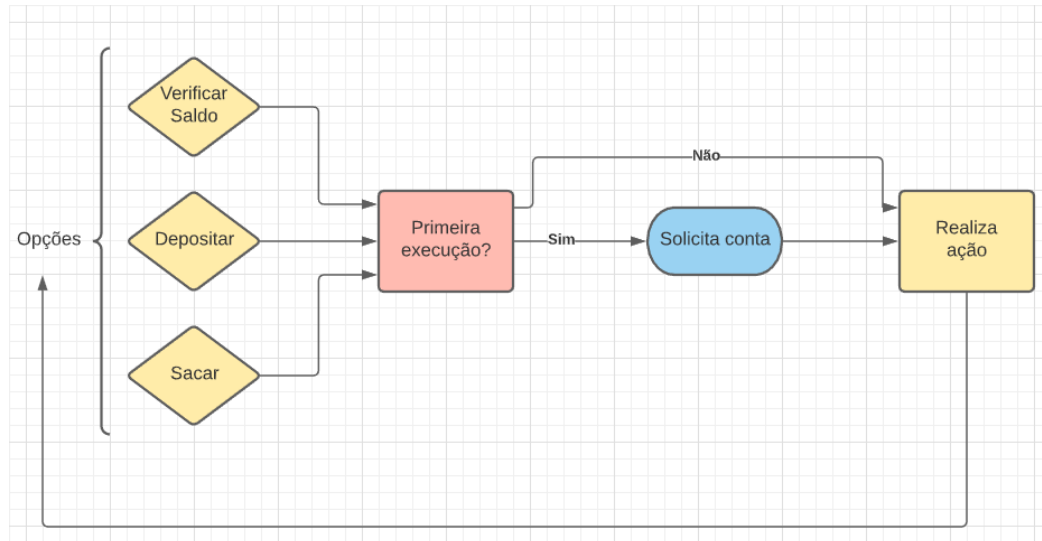 Verificar
Saldo
Não
Opções
Depositar
Primeira
execução?
Sim
Solicita conta
Realiza
ação
Sacar